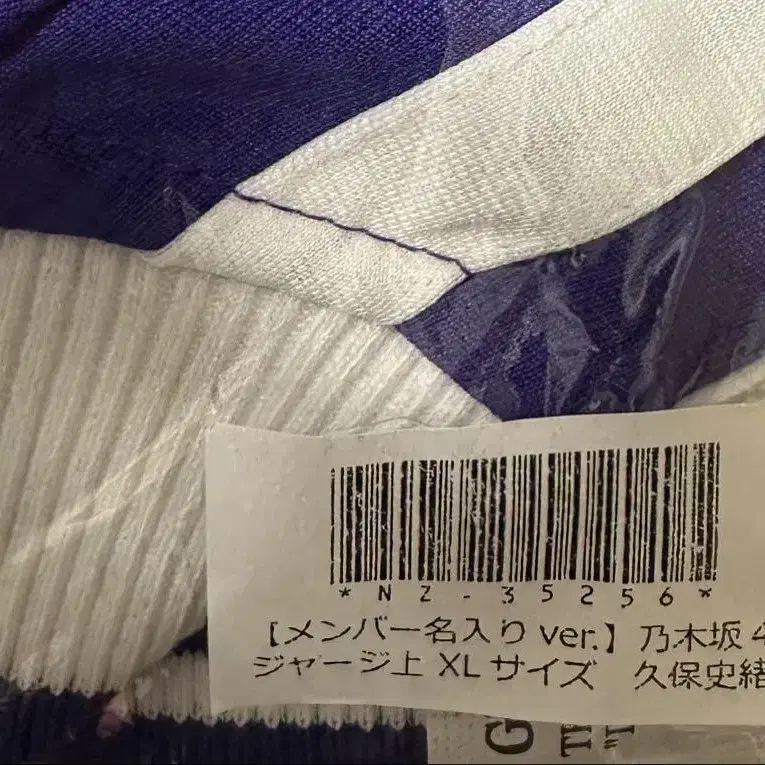 *NZ-35256*
【メンバー名入りver.】乃木坂4
ジャージ上 XLサイズ 久保史緒